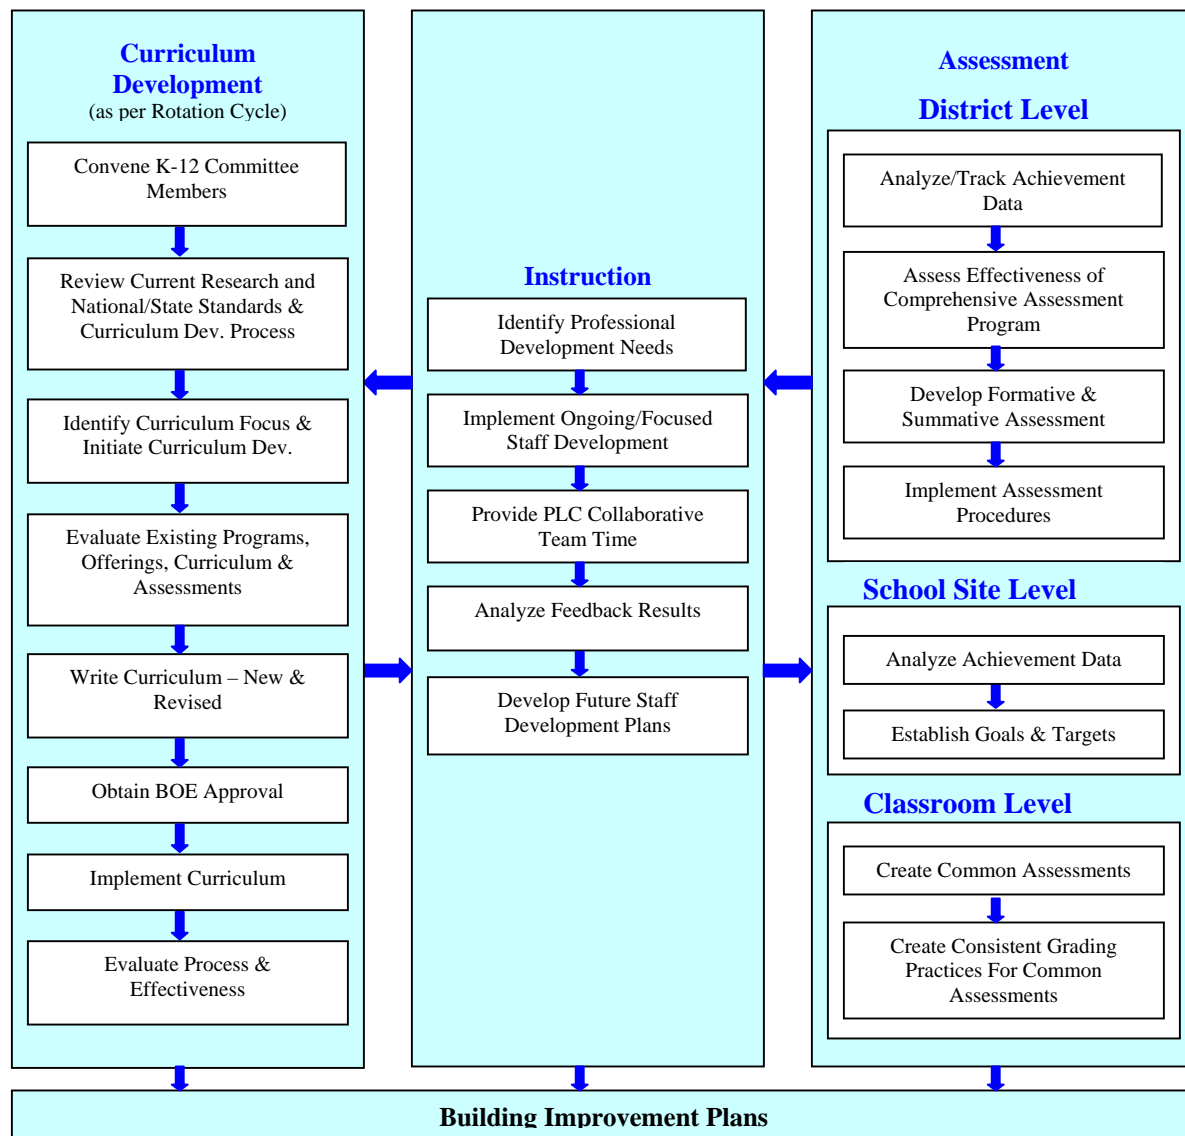 Curriculum
Development
(as per Rotation Cycle)
Convene K-12 Committee
Members
Review Current Research and
National/State Standards &
Curriculum Dev. Process
Identify Curriculum Focus &
Initiate Curriculum Dev.
Evaluate Existing Programs,
Offerings, Curriculum &
Assessments
Write Curriculum – New &
Revised
Obtain BOE Approval
Implement Curriculum
Evaluate Process &
Effectiveness
Instruction
Identify Professional
Development Needs
Implement Ongoing/Focused
Staff Development
Provide PLC Collaborative
Team Time
Analyze Feedback Results
Develop Future Staff
Development Plans
Assessment
District Level
Analyze/Track Achievement
Data
Assess Effectiveness of
Comprehensive Assessment
Program
Develop Formative &
Summative Assessment
Implement Assessment
Procedures
School Site Level
Analyze Achievement Data
Establish Goals & Targets
Classroom Level
Create Common Assessments
Create Consistent Grading
Practices For Common
Assessments
Building Improvement Plans